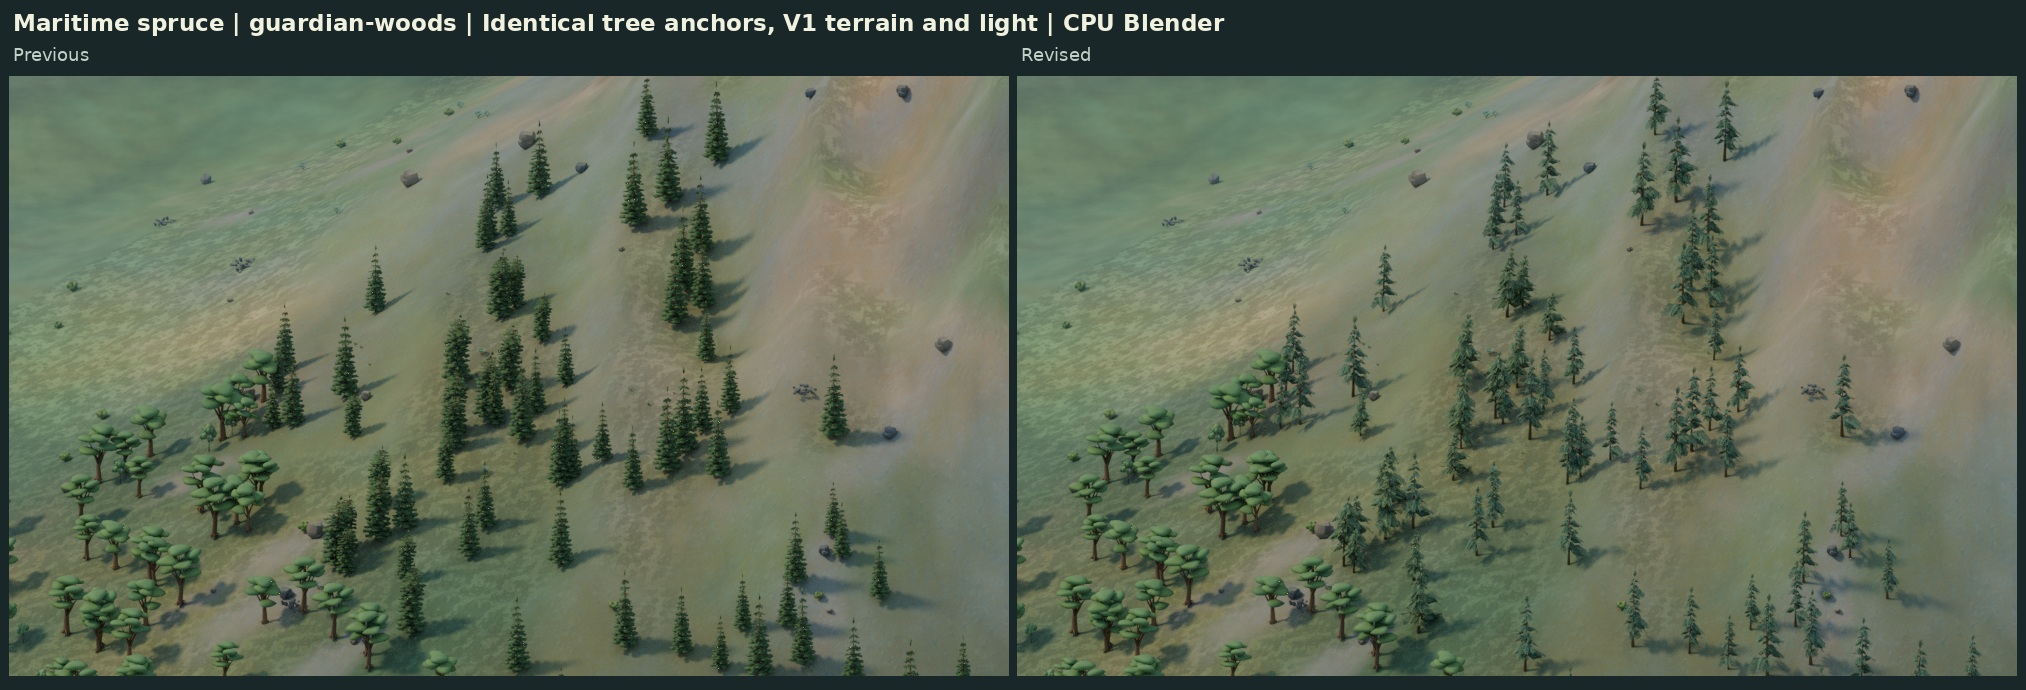 Maritime spruce | guardian-woods | Identical tree anchors, V1 terrain and light | CPU Blender
Previous
Revised